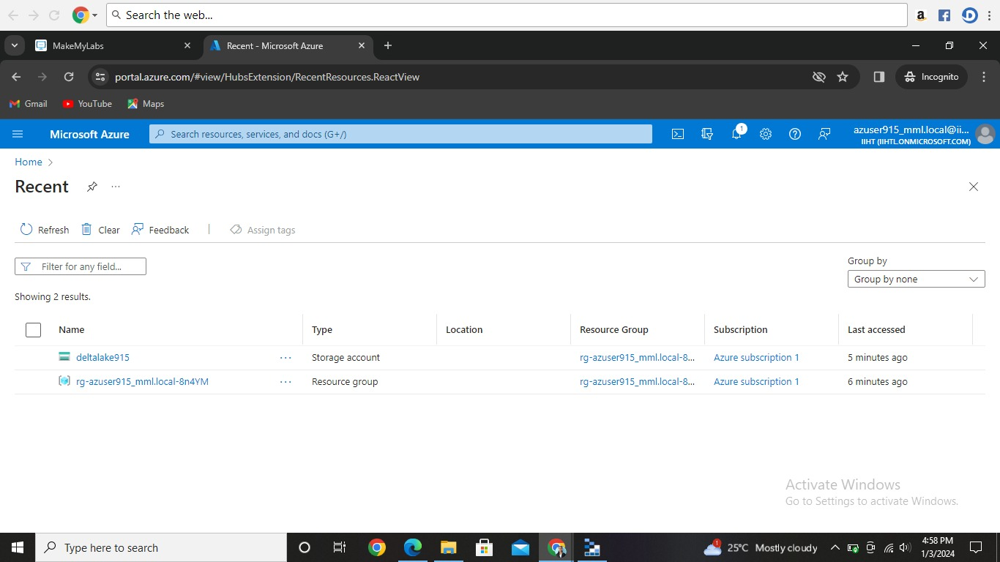 Search the web...
a
MakeMyLabs
Recent - Microsoft Azure
portal.azure.com/#view/HubsExtension/RecentResources.ReactView
Incognito
Gmail
YouTube
Maps
Microsoft Azure
Search resources, services, and docs (G+/)
1
azuser915_mml.local@ii...
IIHT (IIHTL.ONMICROSOFT.COM)
Home
Recent
Refresh
Clear
Feedback
Assign tags
Filter for any field...
Group by
Group by none
Showing 2 results.
Name Type Location Resource Group Subscription Last accessed
deltalake915 Storage account rg-azuser915_mml.local-8... Azure subscription 1 5 minutes ago
rg-azuser915_mml.local-8n4YM Resource group rg-azuser915_mml.local-8... Azure subscription 1 6 minutes ago
Activate Windows
Go to Settings to activate Windows.
Type here to search
1
25°C Mostly cloudy
4:58 PM
1/3/2024